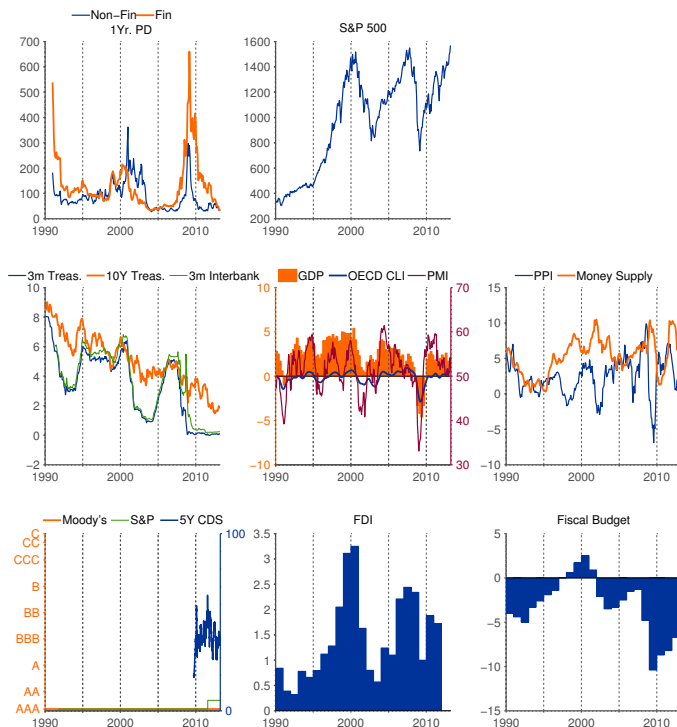 Non−Fin Fin
1Yr. PD
700
600
500
400
300
200
100
0
1990 2000 2010
S&P 500
1600
1400
1200
1000
800
600
400
200
1990 2000 2010
3m Treas. 10Y Treas. 3m Interbank
10
8
6
4
2
0
−2
1990 2000 2010
GDP OECD CLI PMI
10 70
5 60
0 50
−5 40
−10 30
1990 2000 2010
PPI Money Supply
15
10
5
0
−5
−10
1990 2000 2010
Moody's S&P 5Y CDS
C 100
CC
CCC
B
BB
BBB
A
AA
AAA 0
1990 2000 2010
FDI
3.5
3
2.5
2
1.5
1
0.5
0
1990 2000 2010
Fiscal Budget
5
0
−5
−10
−15
1990 2000 2010